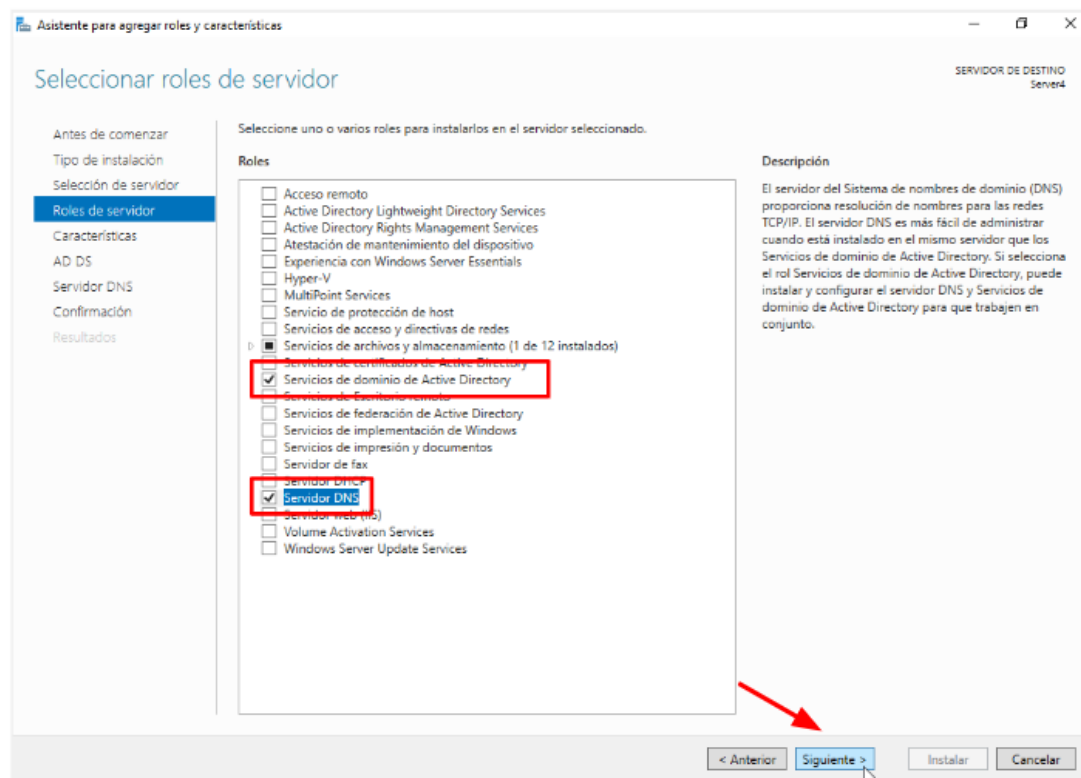 Asistente para agregar roles y características
Seleccionar roles de servidor
SERVIDOR DE DESTINO
Server4
Antes de comenzar
Tipo de instalación
Selección de servidor
Roles de servidor
Características
AD DS
Servidor DNS
Confirmación
Resultados
Seleccione uno o varios roles para instalarlos en el servidor seleccionado.
Roles
Acceso remoto
Active Directory Lightweight Directory Services
Active Directory Rights Management Services
Atestación de mantenimiento del dispositivo
Experiencia con Windows Server Essentials
Hyper-V
MultiPoint Services
Servicio de protección de host
Servicios de acceso y directivas de redes
Servicios de archivos y almacenamiento (1 de 12 instalados)
Servicios de certificados de Active Directory
Servicios de dominio de Active Directory
Servicios de Escritorio remoto
Servicios de federación de Active Directory
Servicios de implementación de Windows
Servicios de impresión y documentos
Servidor de fax
Servidor DHCP
Servidor DNS
Servidor web (IIS)
Volume Activation Services
Windows Server Update Services
Descripción
El servidor del Sistema de nombres de dominio (DNS)
proporciona resolución de nombres para las redes
TCP/IP. El servidor DNS es más fácil de administrar
cuando está instalado en el mismo servidor que los
Servicios de dominio de Active Directory. Si selecciona
el rol Servicios de dominio de Active Directory, puede
instalar y configurar el servidor DNS y Servicios de
dominio de Active Directory para que trabajen en
conjunto.
< Anterior
Siguiente >
Instalar
Cancelar